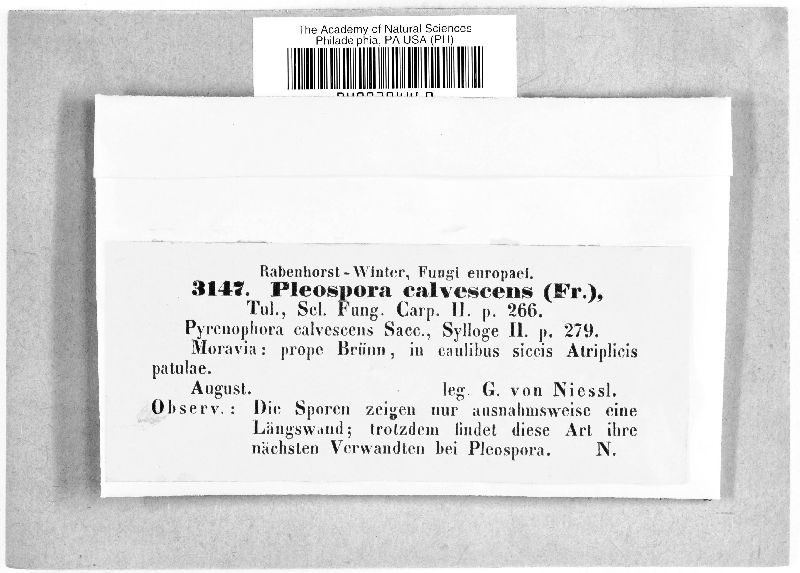 The Academy of Natural Sciences
Philadelphia, PA USA (PH)
Rabenhorst-Winter, Fungi europaei.
3147. Pleospora calvescens (Fr.),
Tul., Sel. Fung. Carp. II. p. 266.
Pyrenophora calvescens Sacc., Sylloge II. p. 279.
Moravia: prope Brünn, in caulibus siccis Atriplicis
patulae.
August. leg. G. von Niessl.
Observ.: Die Sporen zeigen nur ausnahmsweise eine
Längswand; trotzdem findet diese Art ihre
nächsten Verwandten bei Pleospora. N.